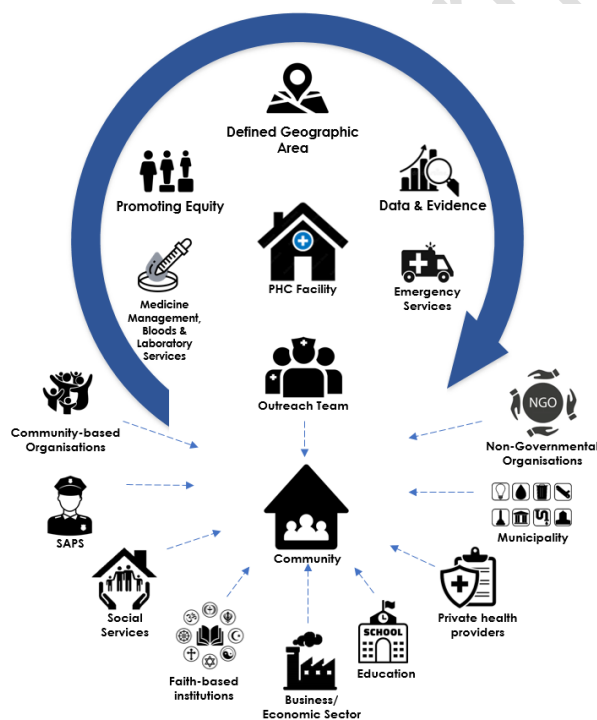 Defined Geographic
Area
Promoting Equity
Data & Evidence
PHC Facility
Medicine
Management,
Bloods &
Laboratory
Services
Emergency
Services
Outreach Team
Community-based
Organisations
NGO
Non-Governmental
Organisations
SAPS
Community
Municipality
Social
Services
Private health
providers
Faith-based
institutions
Business/
Economic Sector
SCHOOL
Education